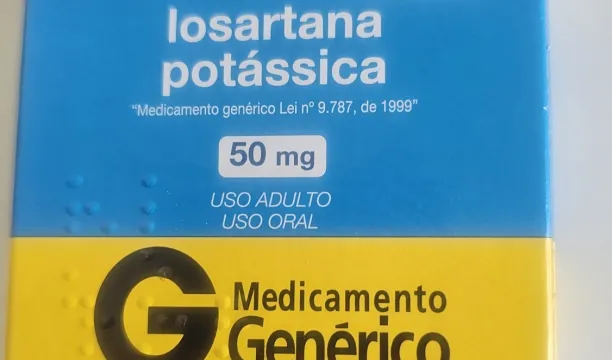 losartana
potássica
"Medicamento genérico Lei nº 9.787, de 1999"
50 mg
USO ADULTO
USO ORAL
G Medicamento
Genérico